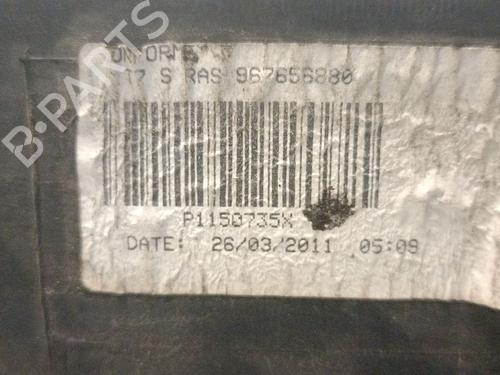 T7 S RAS 967656880
P1150735X
DATE: 26/03/2011 05:09
B-PARTS